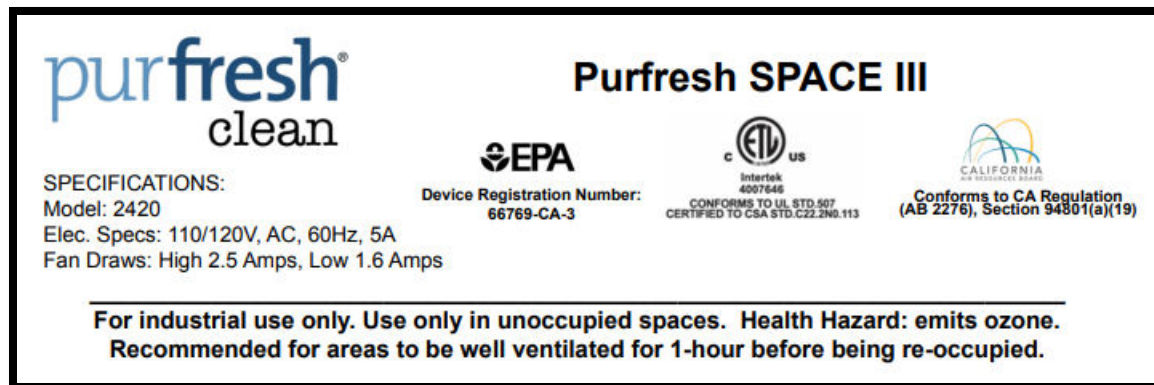 purfresh®
clean
Purfresh SPACE III
EPA
Device Registration Number:
66769-CA-3
C ETL US
Intertek
4007646
CONFORMS TO UL STD.507
CERTIFIED TO CSA STD.C22.2N0.113
CALIFORNIA
AIR RESOURCES BOARD
Conforms to CA Regulation
(AB 2276), Section 94801(a)(19)
SPECIFICATIONS:
Model: 2420
Elec. Specs: 110/120V, AC, 60Hz, 5A
Fan Draws: High 2.5 Amps, Low 1.6 Amps
For industrial use only. Use only in unoccupied spaces. Health Hazard: emits ozone.
Recommended for areas to be well ventilated for 1-hour before being re-occupied.